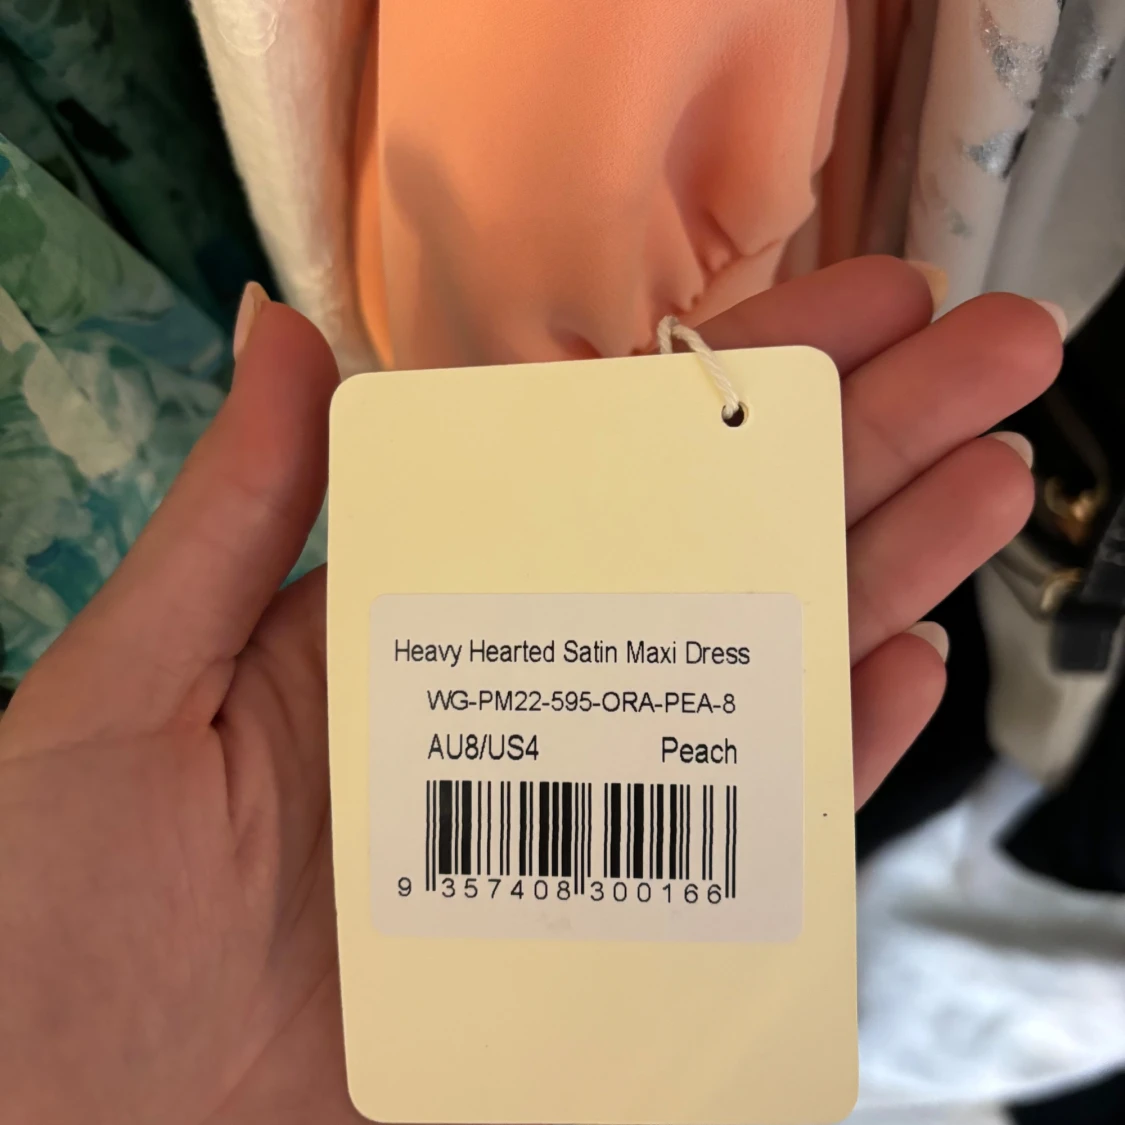 Heavy Hearted Satin Maxi Dress
WG-PM22-595-ORA-PEA-8
AU8/US4 Peach
9 357408 300166